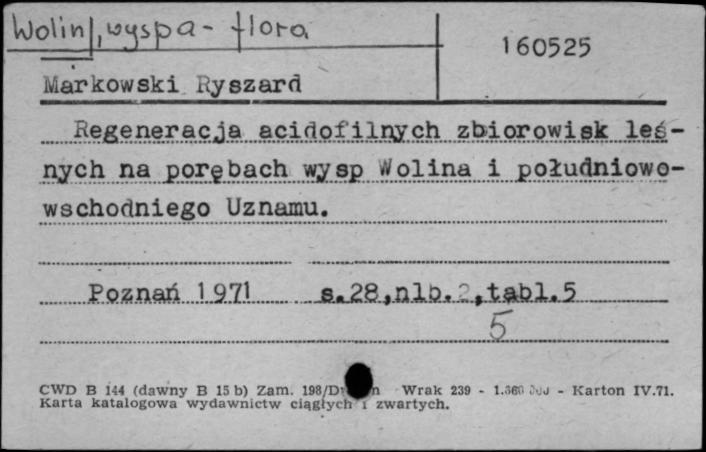 Wolin, wyspa - flora
160525
Markowski Ryszard
Regeneracja acidofilnych zbiorowisk leś-
nych na porębach wysp Wolina i południowo-
wschodniego Uznamu.
Poznań 1971 s.28,nlb.2,tabl.5
5
CWD B 144 (dawny B 15 b) Zam. 198/D Wrak 239 - - Karton IV.71.
Karta katalogowa wydawnictw ciągłych i zwartych.